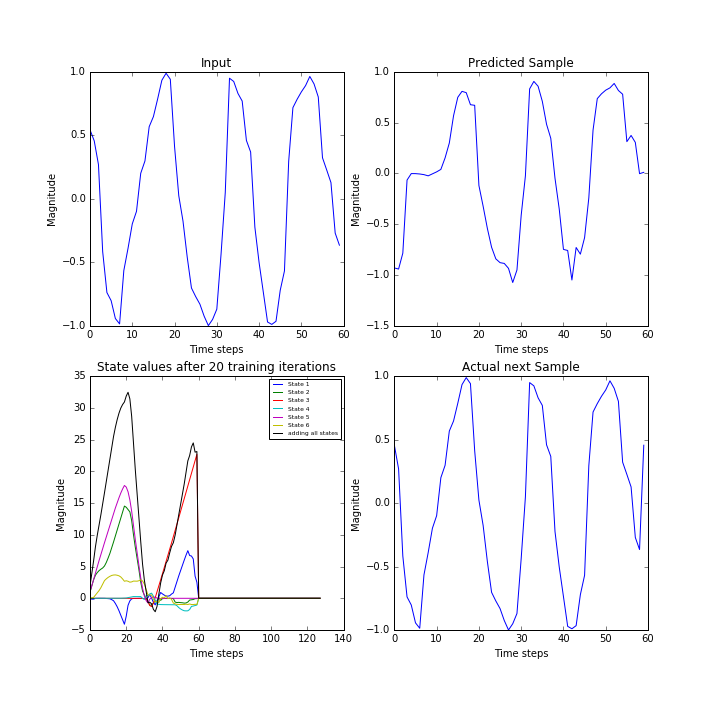 Input
1.0
0.5
0.0
−0.5
−1.0
Magnitude
0 10 20 30 40 50 60
Time steps
Predicted Sample
1.0
0.5
0.0
−0.5
−1.0
−1.5
Magnitude
0 10 20 30 40 50 60
Time steps
State values after 20 training iterations
35
30
25
20
15
10
5
0
−5
Magnitude
State 1
State 2
State 3
State 4
State 5
State 6
adding all states
0 20 40 60 80 100 120 140
Time steps
Actual next Sample
1.0
0.5
0.0
−0.5
−1.0
Magnitude
0 10 20 30 40 50 60
Time steps